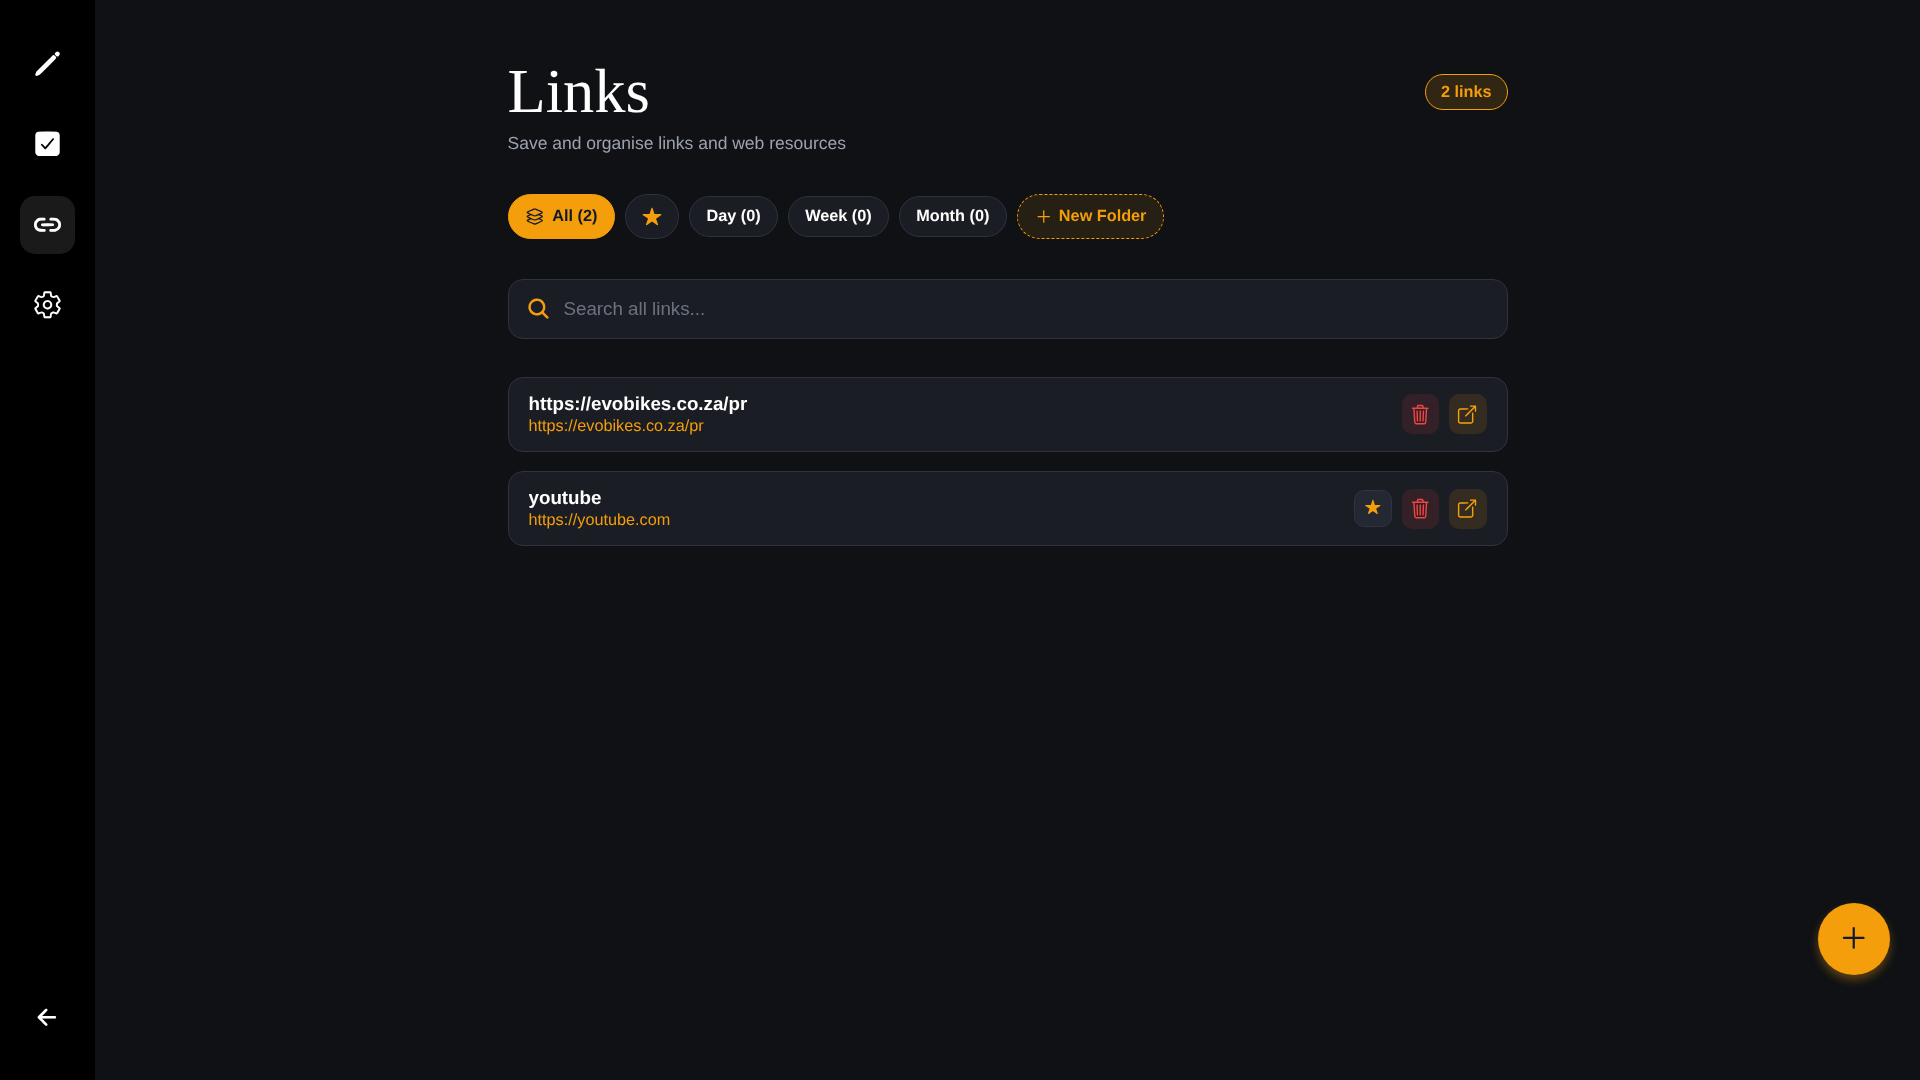 Links
2 links
Save and organise links and web resources
All (2) Day (0) Week (0) Month (0) New Folder
Search all links...
https://evobikes.co.za/pr
https://evobikes.co.za/pr
youtube
https://youtube.com